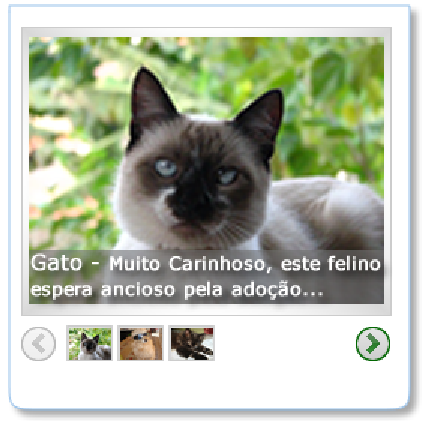 Gato - Muito Carinhoso, este felino
espera ancioso pela adoção...